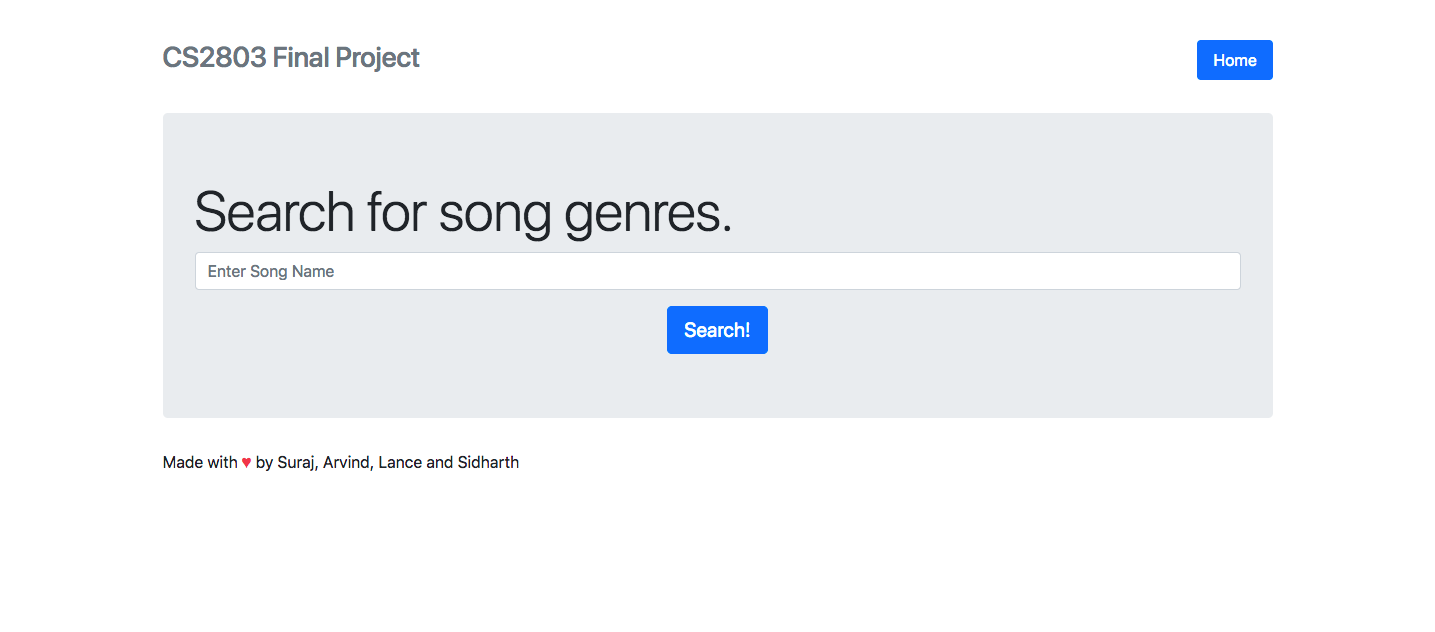 CS2803 Final Project
Home
Search for song genres.
Enter Song Name
Search!
Made with ♥ by Suraj, Arvind, Lance and Sidharth